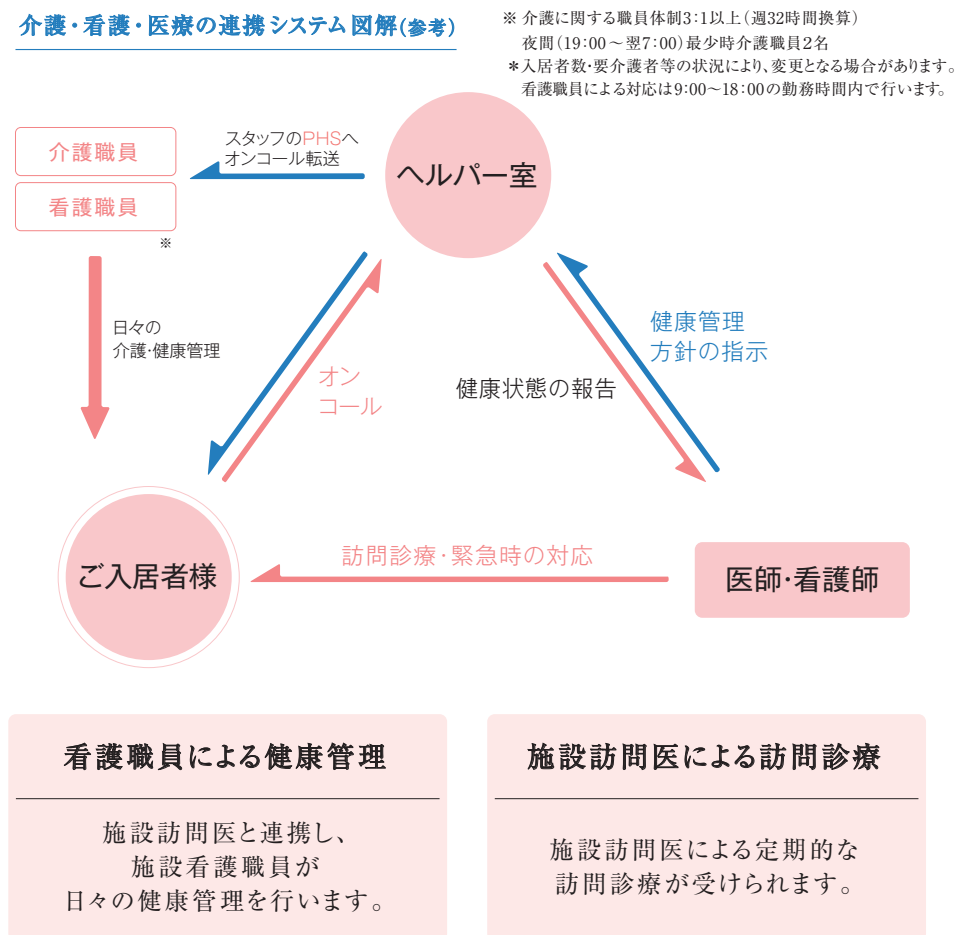 介護・看護・医療の連携システム図解(参考)
※ 介護に関する職員体制3：1以上（週32時間換算）
夜間（19：00～翌7：00）最少時介護職員2名
＊入居者数・要介護者等の状況により、変更となる場合があります。
看護職員による対応は9：00～18：00の勤務時間内で行います。
介護職員
看護職員
※
スタッフのPHSへ
オンコール転送
ヘルパー室
日々の
介護・健康管理
オン
コール
健康状態の報告
健康管理
方針の指示
ご入居者様
訪問診療・緊急時の対応
医師・看護師
看護職員による健康管理
施設訪問医と連携し、
施設看護職員が
日々の健康管理を行います。
施設訪問医による訪問診療
施設訪問医による定期的な
訪問診療が受けられます。